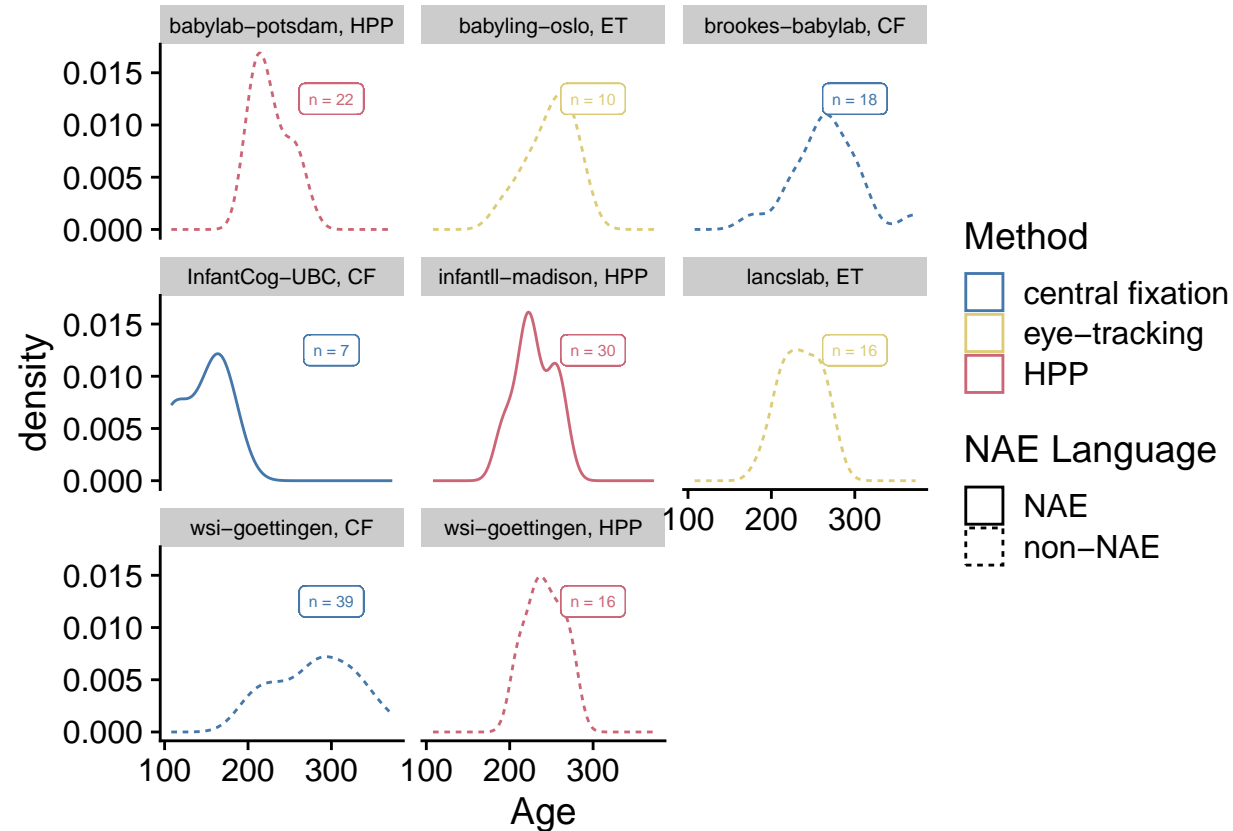 babylab−potsdam, HPP
babyling−oslo, ET
brookes−babylab, CF
0.015
0.010
0.005
0.000
n = 22
n = 10
n = 18
InfantCog−UBC, CF
infantll−madison, HPP
lancslab, ET
0.015
0.010
0.005
0.000
n = 7
n = 30
n = 16
100
200
300
wsi−goettingen, CF
wsi−goettingen, HPP
0.015
0.010
0.005
0.000
n = 39
n = 16
100
200
300
100
200
300
density
Age
Method
central fixation
eye−tracking
HPP
NAE Language
NAE
non−NAE